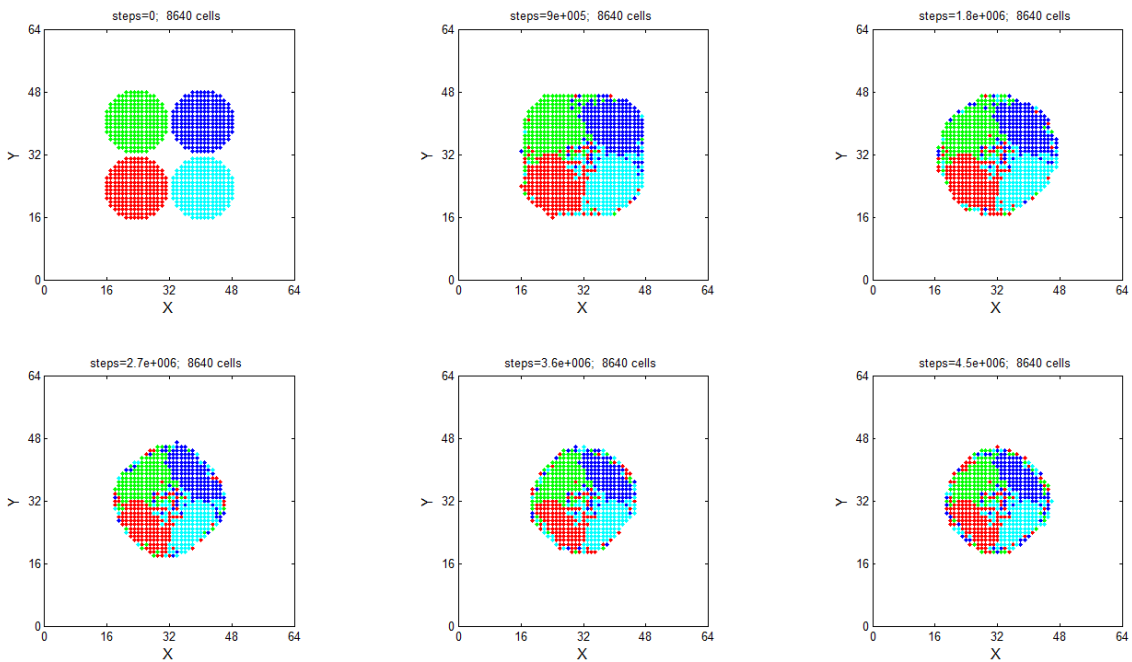 steps=0;  8640 cells
steps=9e+005;  8640 cells
steps=1.8e+006;  8640 cells
64
48
Y 32
16
0
0 16 32 48 64
X
64
48
Y 32
16
0
0 16 32 48 64
X
64
48
Y 32
16
0
0 16 32 48 64
X
steps=2.7e+006;  8640 cells
steps=3.6e+006;  8640 cells
steps=4.5e+006;  8640 cells
64
48
Y 32
16
0
0 16 32 48 64
X
64
48
Y 32
16
0
0 16 32 48 64
X
64
48
Y 32
16
0
0 16 32 48 64
X